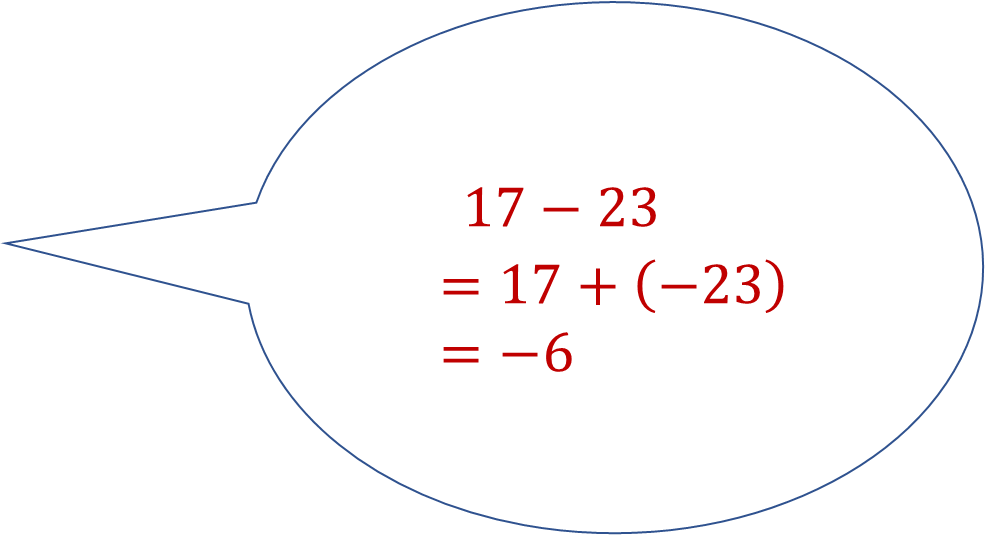 17 − 23
= 17 + (−23)
= −6